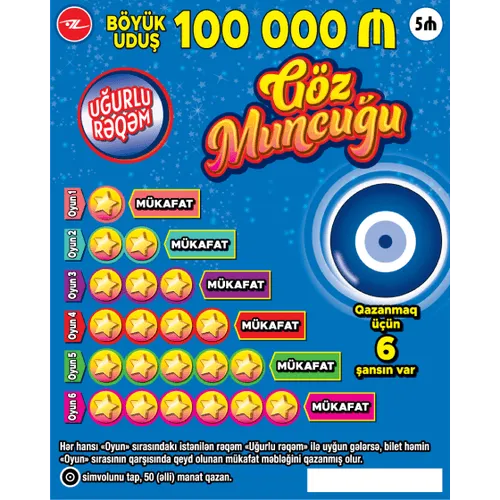 BÖYÜK
UDUŞ 100 000 ₼
5₼
UĞURLU
RƏQƏM
Göz
Muncuğu
Oyun 1 MÜKAFAT
Oyun 2 MÜKAFAT
Oyun 3 MÜKAFAT
Oyun 4 MÜKAFAT
Oyun 5 MÜKAFAT
Oyun 6 MÜKAFAT
Qazanmaq
üçün
6
şansın var
Hər hansı «Oyun» sırasındakı istənilən rəqəm «Uğurlu rəqəm» ilə uyğun gələrsə, bilet həmin
«Oyun» sırasının qarşısında qeyd olunan mükafat məbləğini qazanmış olur.
simvolunu tap, 50 (əlli) manat qazan.